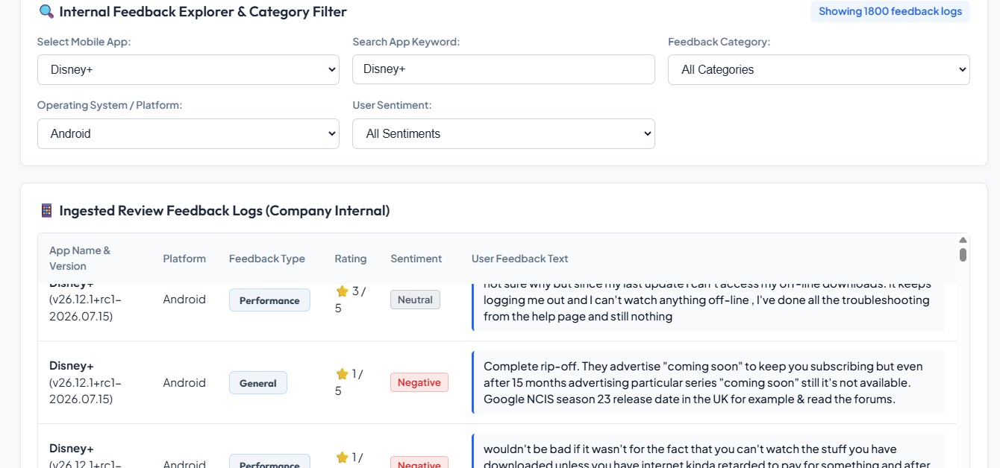 Internal Feedback Explorer & Category Filter
Showing 1800 feedback logs
Select Mobile App:
Search App Keyword:
Feedback Category:
Disney+
Disney+
All Categories
Operating System / Platform:
User Sentiment:
Android
All Sentiments
Ingested Review Feedback Logs (Company Internal)
App Name &
Version
Platform
Feedback Type
Rating
Sentiment
User Feedback Text
Disney+
(v26.12.1+rc1-
2026.07.15)
Android
Performance
3 /
5
Neutral
not sure why but since my last update I can't access my off-line downloads. It keeps
logging me out and I can't watch anything off-line , I've done all the troubleshooting
from the help page and still nothing
Disney+
(v26.12.1+rc1-
2026.07.15)
Android
General
1 /
5
Negative
Complete rip-off. They advertise "coming soon" to keep you subscribing but even
after 15 months advertising particular series "coming soon" still it's not available.
Google NCIS season 23 release date in the UK for example & read the forums.
Disney+
(v26.12.1+rc1-
Android
Performance
1 /
Negative
wouldn't be bad if it wasn't for the fact that you can't watch the stuff you have
downloaded unless you have internet kinda retarded to pay for something and after